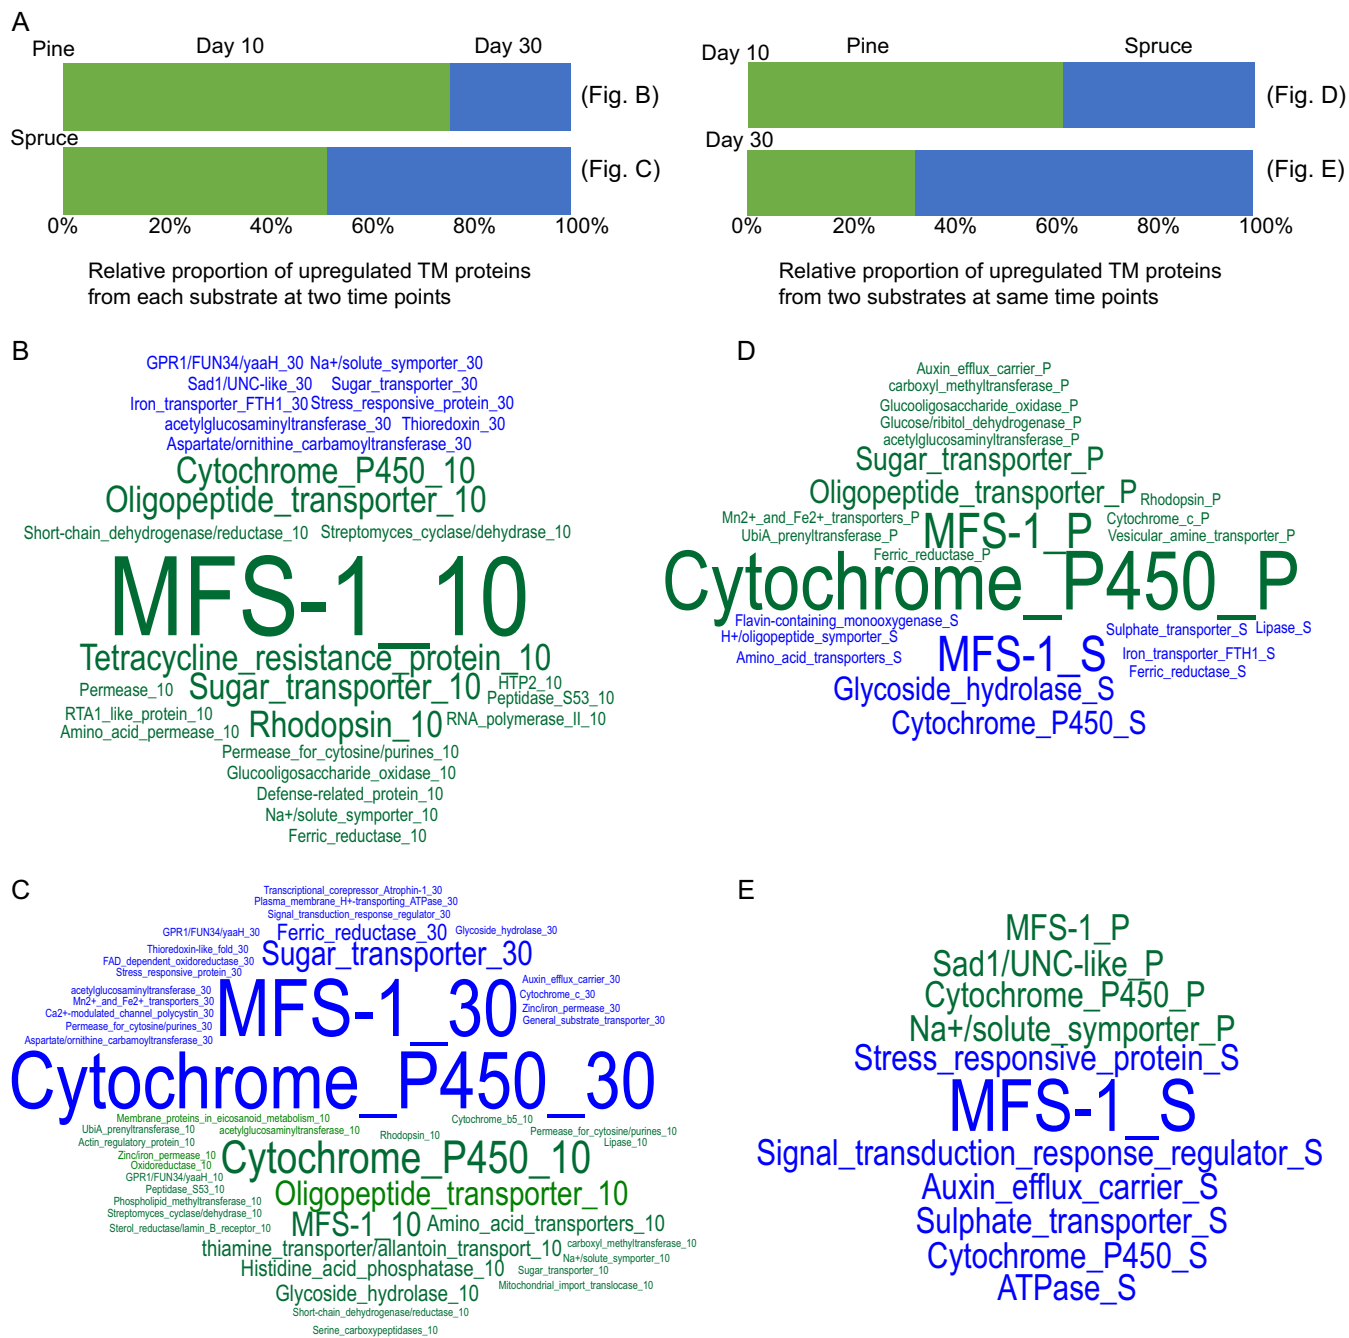 A
Pine
Day 10
Day 30
(Fig. B)
Spruce
(Fig. C)
0% 20% 40% 60% 80% 100%
Relative proportion of upregulated TM proteins
from each substrate at two time points
Day 10
Pine
Spruce
(Fig. D)
Day 30
(Fig. E)
0% 20% 40% 60% 80% 100%
Relative proportion of upregulated TM proteins
from two substrates at same time points
B
GPR1/FUN34/yaaH_30 Na+/solute_symporter_30
Sad1/UNC-like_30 Sugar_transporter_30
Iron_transporter_FTH1_30 Stress_responsive_protein_30
acetylglucosaminyltransferase_30 Thioredoxin_30
Aspartate/ornithine_carbamoyltransferase_30
Cytochrome_P450_10
Oligopeptide_transporter_10
Short-chain_dehydrogenase/reductase_10 Streptomyces_cyclase/dehydrase_10
MFS-1_10
Tetracycline_resistance_protein_10
Permease_10 Sugar_transporter_10 HTP2_10
Peptidase_S53_10
RTA1_like_protein_10
Amino_acid_permease_10 Rhodopsin_10 RNA_polymerase_II_10
Permease_for_cytosine/purines_10
Glucooligosaccharide_oxidase_10
Defense-related_protein_10
Na+/solute_symporter_10
Ferric_reductase_10
D
Auxin_efflux_carrier_P
carboxyl_methyltransferase_P
Glucooligosaccharide_oxidase_P
Glucose/ribitol_dehydrogenase_P
acetylglucosaminyltransferase_P
Sugar_transporter_P
Oligopeptide_transporter_P Rhodopsin_P
Mn2+_and_Fe2+_transporters_P MFS-1_P Cytochrome_c_P
UbiA_prenyltransferase_P Vesicular_amine_transporter_P
Ferric_reductase_P
Cytochrome_P450_P
Flavin-containing_monooxygenase_S
H+/oligopeptide_symporter_S
Amino_acid_transporters_S
MFS-1_S
Sulphate_transporter_S Lipase_S
Iron_transporter_FTH1_S
Ferric_reductase_S
Glycoside_hydrolase_S
Cytochrome_P450_S
C
Transcriptional_corepressor_Atrophin-1_30
Plasma_membrane_H+-transporting_ATPase_30
Signal_transduction_response_regulator_30
GPR1/FUN34/yaaH_30 Ferric_reductase_30 Glycoside_hydrolase_30
Thioredoxin-like_fold_30
FAD_dependent_oxidoreductase_30
Stress_responsive_protein_30
Sugar_transporter_30
acetylglucosaminyltransferase_30
Mn2+_and_Fe2+_transporters_30
Ca2+-modulated_channel_polycystin_30
Permease_for_cytosine/purines_30
Aspartate/ornithine_carbamoyltransferase_30
MFS-1_30
Auxin_efflux_carrier_30
Cytochrome_c_30
Zinc/iron_permease_30
General_substrate_transporter_30
Cytochrome_P450_30
Membrane_proteins_in_eicosanoid_metabolism_10 Cytochrome_b5_10
UbiA_prenyltransferase_10 acetylglucosaminyltransferase_10 Rhodopsin_10 Permease_for_cytosine/purines_10
Actin_regulatory_protein_10 Lipase_10
Zinc/iron_permease_10
Oxidoreductase_10
Cytochrome_P450_10
GPR1/FUN34/yaaH_10
Peptidase_S53_10
Phospholipid_methyltransferase_10
Oligopeptide_transporter_10
Streptomyces_cyclase/dehydrase_10
Sterol_reductase/lamin_B_receptor_10
MFS-1_10 Amino_acid_transporters_10
thiamine_transporter/allantoin_transport_10 carboxyl_methyltransferase_10
Na+/solute_symporter_10
Histidine_acid_phosphatase_10 Sugar_transporter_10
Mitochondrial_import_translocase_10
Glycoside_hydrolase_10
Short-chain_dehydrogenase/reductase_10
Serine_carboxypeptidases_10
E
MFS-1_P
Sad1/UNC-like_P
Cytochrome_P450_P
Na+/solute_symporter_P
Stress_responsive_protein_S
MFS-1_S
Signal_transduction_response_regulator_S
Auxin_efflux_carrier_S
Sulphate_transporter_S
Cytochrome_P450_S
ATPase_S